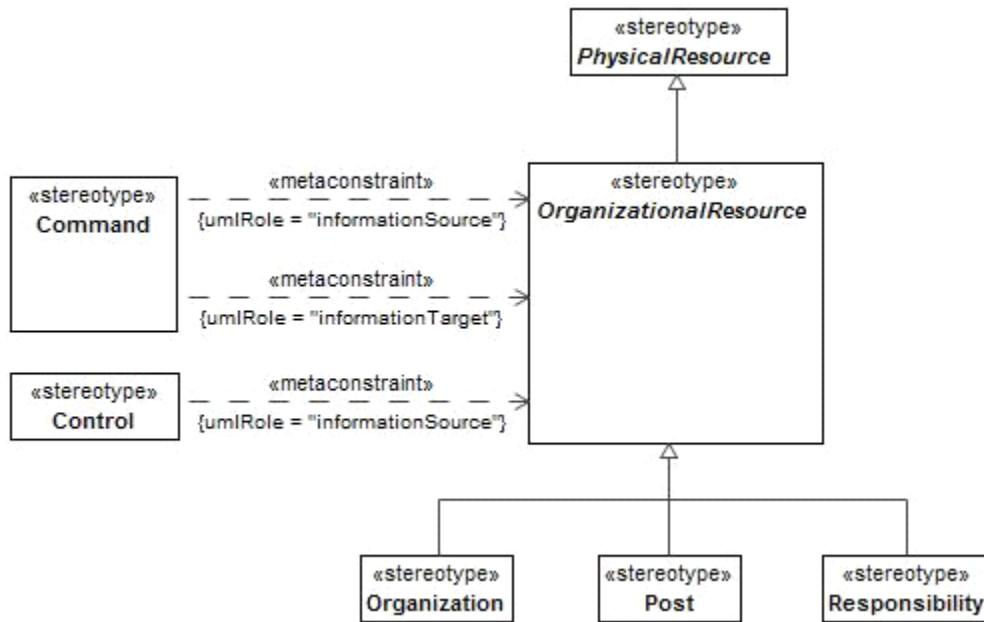 «stereotype»
PhysicalResource
«stereotype»
Command
«metaconstraint»
{umlRole = "informationSource"}
«metaconstraint»
{umlRole = "informationTarget"}
«stereotype»
OrganizationalResource
«stereotype»
Control
«metaconstraint»
{umlRole = "informationSource"}
«stereotype»
Organization
«stereotype»
Post
«stereotype»
Responsibility